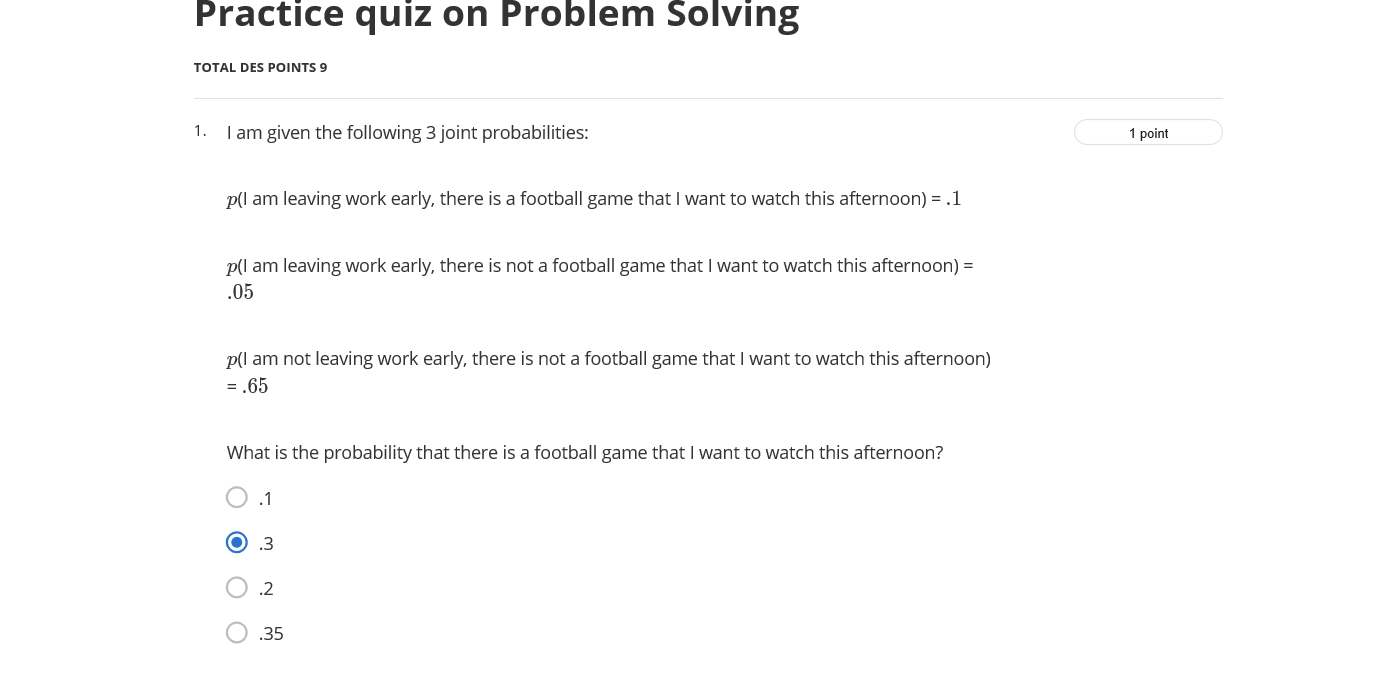 Practice quiz on Problem Solving
TOTAL DES POINTS 9
1. I am given the following 3 joint probabilities:
1 point
p(I am leaving work early, there is a football game that I want to watch this afternoon) = .1
p(I am leaving work early, there is not a football game that I want to watch this afternoon) =
.05
p(I am not leaving work early, there is not a football game that I want to watch this afternoon)
= .65
What is the probability that there is a football game that I want to watch this afternoon?
.1
.3
.2
.35